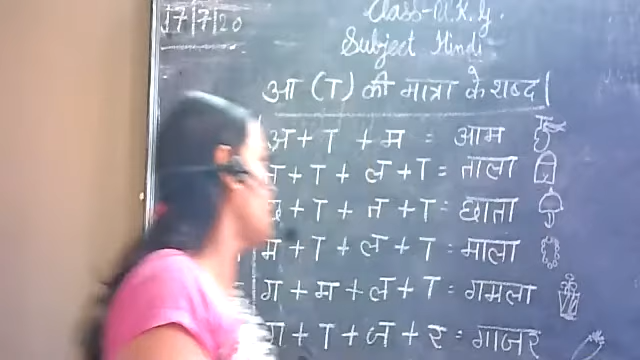 17/7/20
Class-U.K.G.
Subject Hindi
आ (ा) की मात्रा के शब्द
अ + ा + म = आम
त + ा + ल + ा = ताला
छ + ा + त + ा = छाता
म + ा + ल + ा = माला
ग + म + ल + ा = गमला
ग + ा + ज + र = गाजर